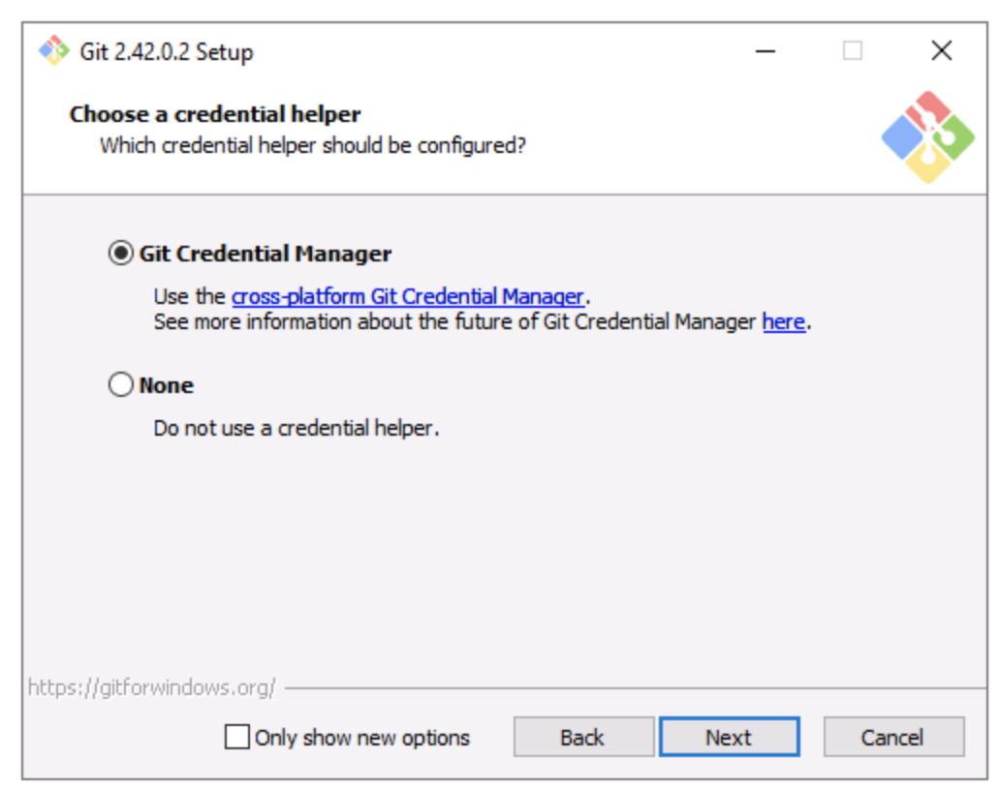 Git 2.42.0.2 Setup
Choose a credential helper
Which credential helper should be configured?
Git Credential Manager
Use the cross-platform Git Credential Manager.
See more information about the future of Git Credential Manager here.
None
Do not use a credential helper.
https://gitforwindows.org/
Only show new options Back Next Cancel